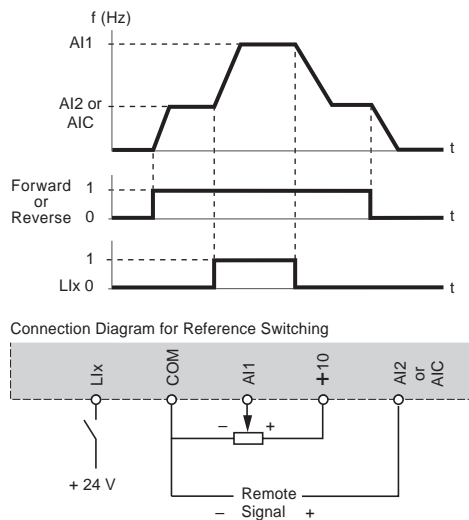 f (Hz)
AI1
AI2 or
AIC
t
Forward
or
Reverse
1
0
t
1
LIx 0
t
Connection Diagram for Reference Switching
LIx
COM
AI1
+10
AI2
or
AIC
– +
+ 24 V
Remote
– Signal +